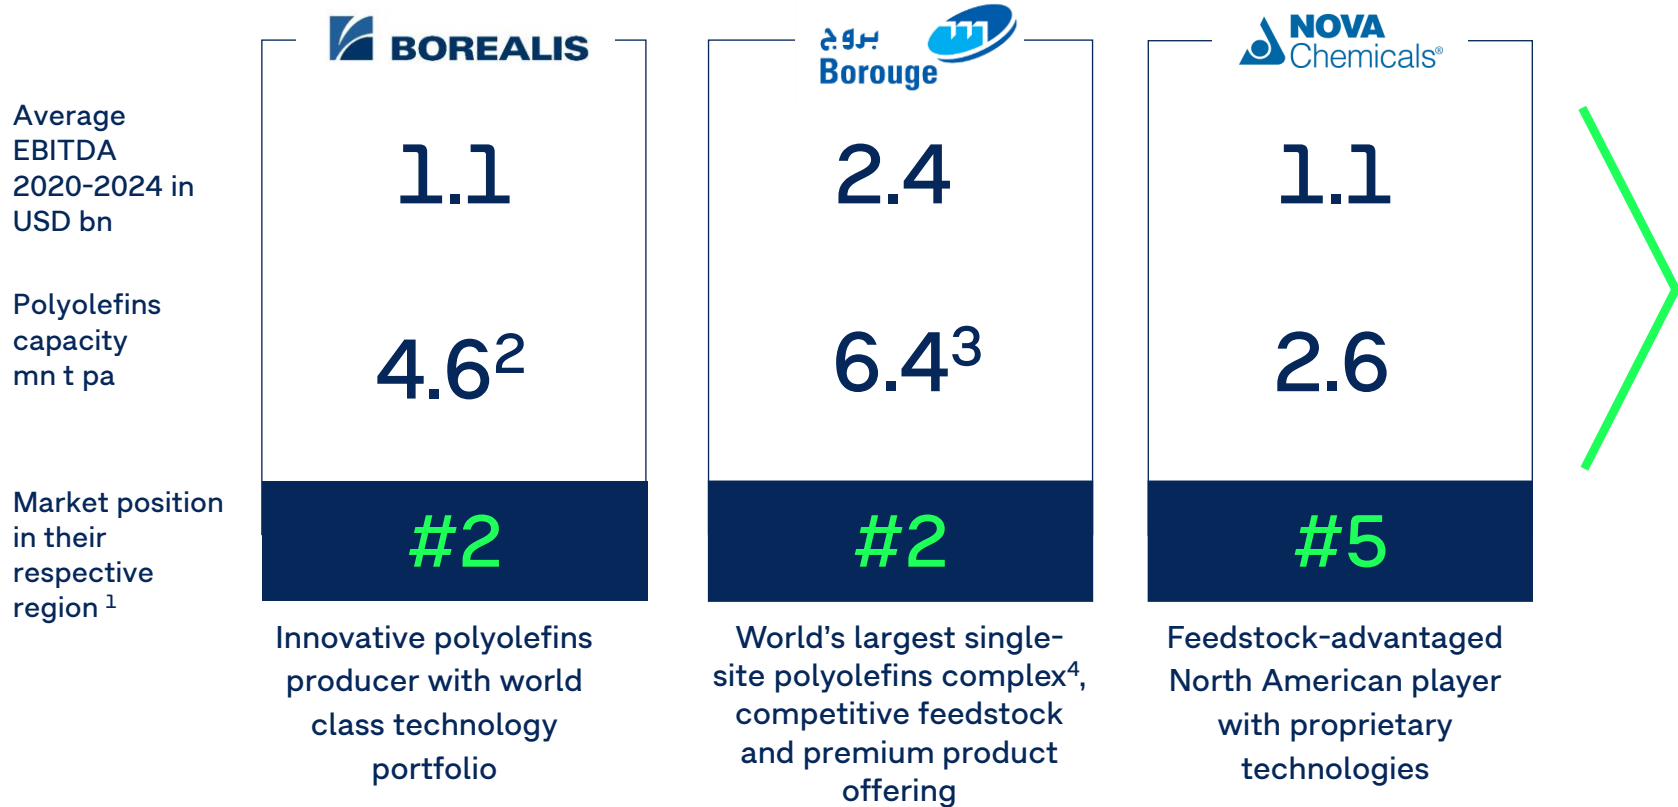 BOREALIS
بروج
Borouge
NOVA
Chemicals®
Average
EBITDA
2020-2024 in
USD bn
1.1
2.4
1.1
Polyolefins
capacity
mn t pa
4.6²
6.4³
2.6
Market position
in their
respective
region ¹
#2
#2
#5
Innovative polyolefins
producer with world
class technology
portfolio
World’s largest single-
site polyolefins complex⁴,
competitive feedstock
and premium product
offering
Feedstock-advantaged
North American player
with proprietary
technologies